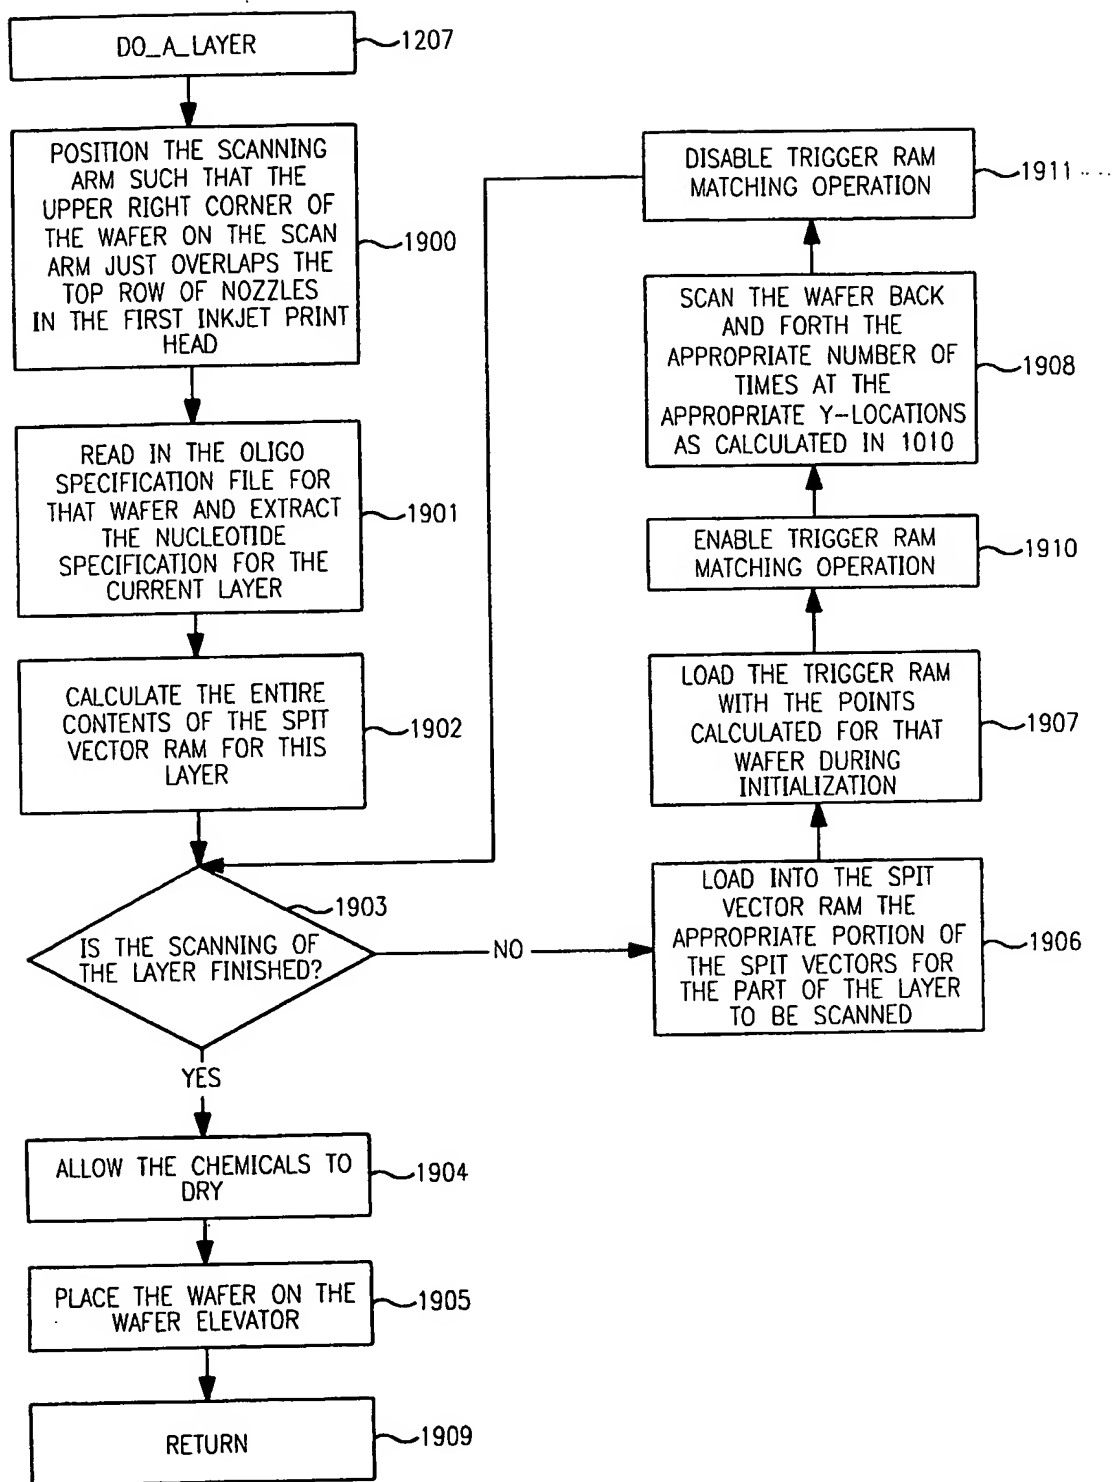 DO_A_LAYER
1207
POSITION THE SCANNING
ARM SUCH THAT THE
UPPER RIGHT CORNER OF
THE WAFER ON THE SCAN
ARM JUST OVERLAPS THE
TOP ROW OF NOZZLES
IN THE FIRST INKJET PRINT
HEAD
1900
READ IN THE OLIGO
SPECIFICATION FILE FOR
THAT WAFER AND EXTRACT
THE NUCLEOTIDE
SPECIFICATION FOR THE
CURRENT LAYER
1901
CALCULATE THE ENTIRE
CONTENTS OF THE SPIT
VECTOR RAM FOR THIS
LAYER
1902
1903
IS THE SCANNING OF
THE LAYER FINISHED?
NO
YES
ALLOW THE CHEMICALS TO
DRY
1904
PLACE THE WAFER ON THE
WAFER ELEVATOR
1905
RETURN
1909
DISABLE TRIGGER RAM
MATCHING OPERATION
1911
SCAN THE WAFER BACK
AND FORTH THE
APPROPRIATE NUMBER OF
TIMES AT THE
APPROPRIATE Y-LOCATIONS
AS CALCULATED IN 1010
1908
ENABLE TRIGGER RAM
MATCHING OPERATION
1910
LOAD THE TRIGGER RAM
WITH THE POINTS
CALCULATED FOR THAT
WAFER DURING
INITIALIZATION
1907
LOAD INTO THE SPIT
VECTOR RAM THE
APPROPRIATE PORTION OF
THE SPIT VECTORS FOR
THE PART OF THE LAYER
TO BE SCANNED
1906